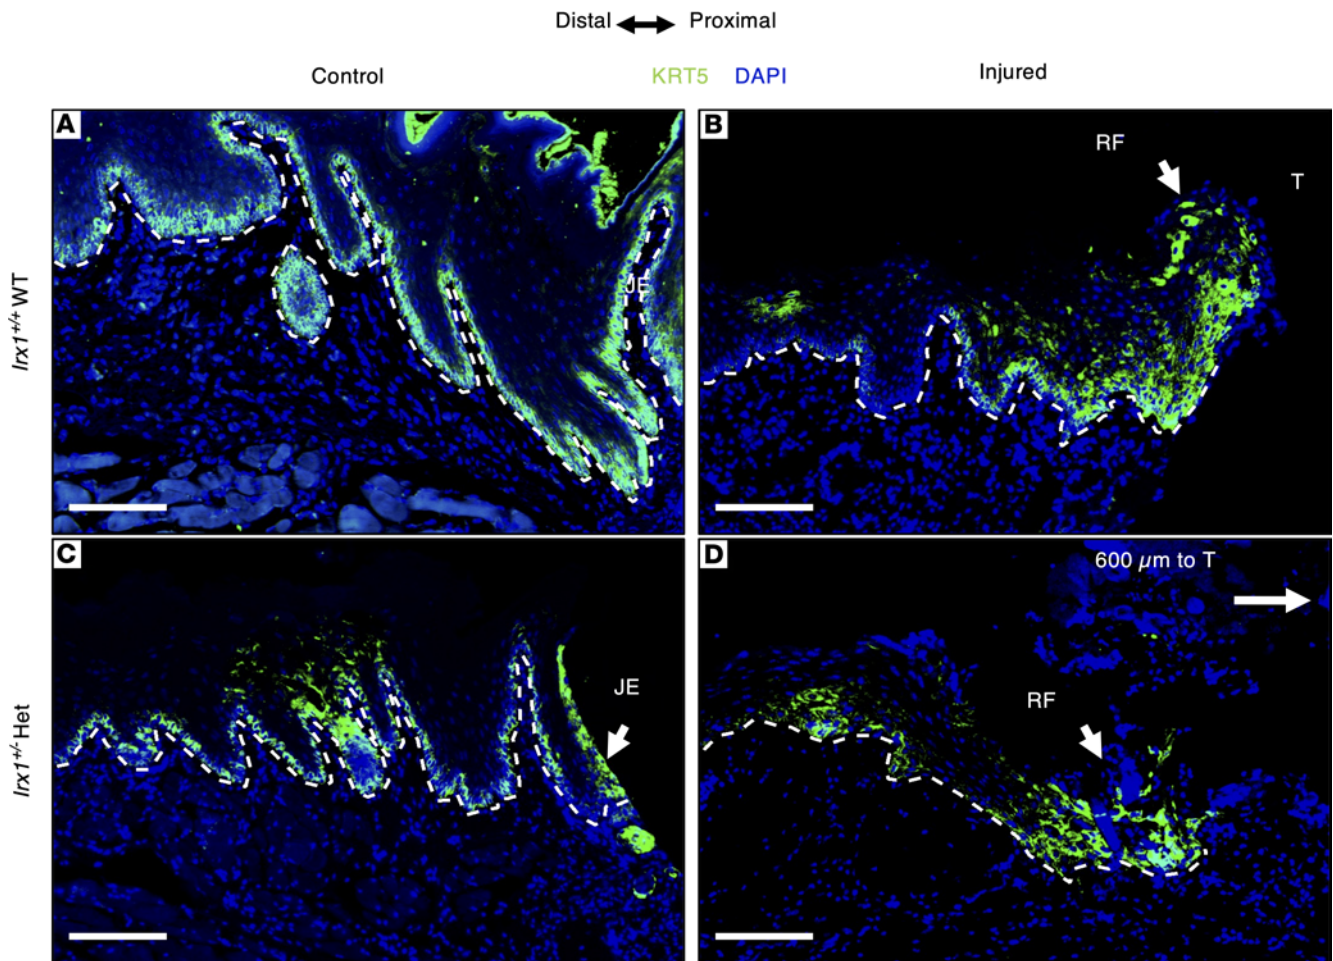 Distal Proximal
Control KRT5 DAPI Injured
Irx1+/+ WT
A
JE
B
RF
T
Irx1+/- Het
C
JE
D
600 µm to T
RF